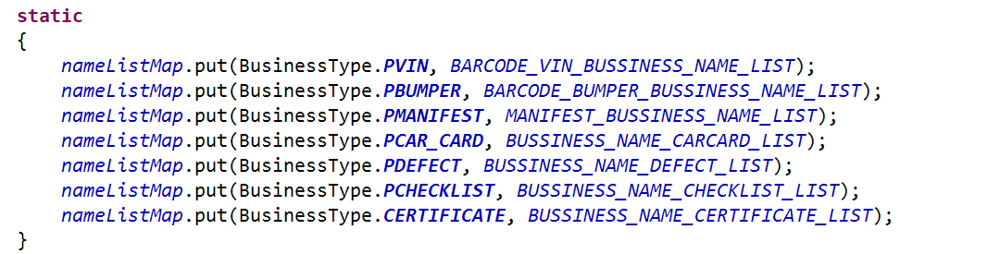 static
{
nameListMap.put(BusinessType.PVIN, BARCODE_VIN_BUSSINESS_NAME_LIST);
nameListMap.put(BusinessType.PBUMPER, BARCODE_BUMPER_BUSSINESS_NAME_LIST);
nameListMap.put(BusinessType.PMANIFEST, MANIFEST_BUSSINESS_NAME_LIST);
nameListMap.put(BusinessType.PCAR_CARD, BUSSINESS_NAME_CARCARD_LIST);
nameListMap.put(BusinessType.PDEFECT, BUSSINESS_NAME_DEFECT_LIST);
nameListMap.put(BusinessType.PCHECKLIST, BUSSINESS_NAME_CHECKLIST_LIST);
nameListMap.put(BusinessType.CERTIFICATE, BUSSINESS_NAME_CERTIFICATE_LIST);
}